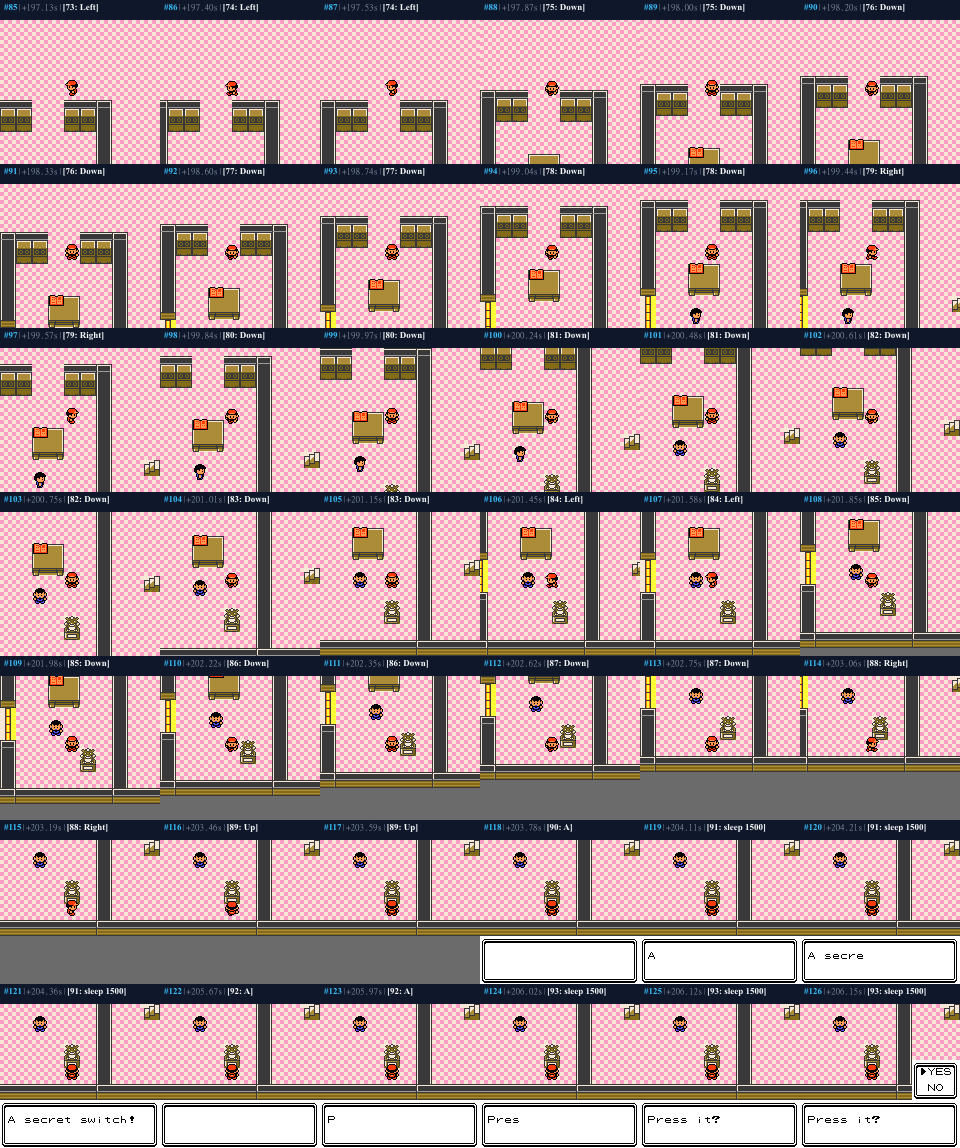 #85 | +197.13s | [73: Left]
#86 | +197.40s | [74: Left]
#87 | +197.53s | [74: Left]
#88 | +197.87s | [75: Down]
#89 | +198.00s | [75: Down]
#90 | +198.20s | [76: Down]
#91 | +198.33s | [76: Down]
#92 | +198.60s | [77: Down]
#93 | +198.74s | [77: Down]
#94 | +199.04s | [78: Down]
#95 | +199.17s | [78: Down]
#96 | +199.44s | [79: Right]
#97 | +199.57s | [79: Right]
#98 | +199.84s | [80: Down]
#99 | +199.97s | [80: Down]
#100 | +200.24s | [81: Down]
#101 | +200.48s | [81: Down]
#102 | +200.61s | [82: Down]
#103 | +200.75s | [82: Down]
#104 | +201.01s | [83: Down]
#105 | +201.15s | [83: Down]
#106 | +201.45s | [84: Left]
#107 | +201.58s | [84: Left]
#108 | +201.85s | [85: Down]
#109 | +201.98s | [85: Down]
#110 | +202.22s | [86: Down]
#111 | +202.35s | [86: Down]
#112 | +202.62s | [87: Down]
#113 | +202.75s | [87: Down]
#114 | +203.06s | [88: Right]
#115 | +203.19s | [88: Right]
#116 | +203.46s | [89: Up]
#117 | +203.59s | [89: Up]
#118 | +203.78s | [90: A]
#119 | +204.11s | [91: sleep 1500]
#120 | +204.21s | [91: sleep 1500]
A
A secre
#121 | +204.36s | [91: sleep 1500]
#122 | +205.67s | [92: A]
#123 | +205.97s | [92: A]
#124 | +206.02s | [93: sleep 1500]
#125 | +206.12s | [93: sleep 1500]
#126 | +206.15s | [93: sleep 1500]
▶YES
NO
A secret switch!
P
Pres
Press it?
Press it?